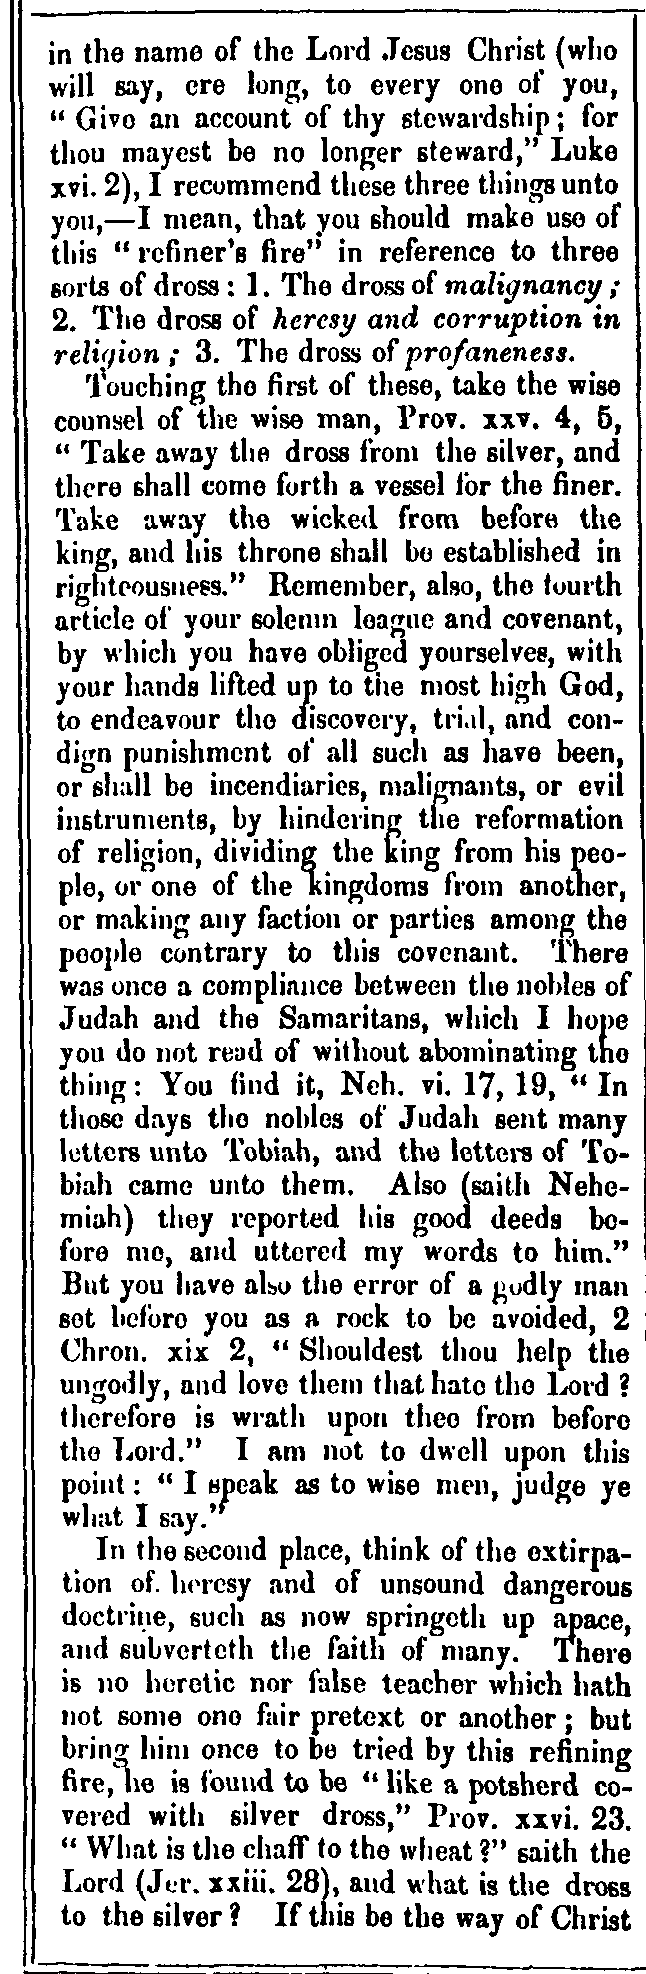 in the name of the Lord Jesus Christ (who
will say, ere long, to every one of you,
“ Give an account of thy stewardship ; for
thou mayest be no longer steward,” Luke
xvi. 2), I recommend these three things unto
you,—I mean, that you should make use of
this “ refiner's fire” in reference to three
sorts of dross : 1. The dross of malignancy ;
2. The dross of heresy and corruption in
religion ; 3. The dross of profaneness.
Touching the first of these, take the wise
counsel of the wise man, Prov. xxv. 4, 5,
“ Take away the dross from the silver, and
there shall come forth a vessel for the finer.
Take away the wicked from before the
king, and his throne shall be established in
righteousness.” Remember, also, the fourth
article of your solemn league and covenant,
by which you have obliged yourselves, with
your hands lifted up to the most high God,
to endeavour the discovery, trial, and con-
dign punishment of all such as have been,
or shall be incendiaries, malignants, or evil
instruments, by hindering the reformation
of religion, dividing the king from his peo-
ple, or one of the kingdoms from another,
or making any faction or parties among the
people contrary to this covenant. There
was once a compliance between the nobles of
Judah and the Samaritans, which I hope
you do not read of without abominating the
thing : You find it, Neh. vi. 17, 19, “ In
those days the nobles of Judah sent many
letters unto Tobiah, and the letters of To-
biah came unto them. Also (saith Nehe-
miah) they reported his good deeds be-
fore me, and uttered my words to him.”
But you have also the error of a godly man
set before you as a rock to be avoided, 2
Chron. xix 2, “ Shouldest thou help the
ungodly, and love them that hate the Lord ?
therefore is wrath upon thee from before
the Lord.” I am not to dwell upon this
point : “ I speak as to wise men, judge ye
what I say.”
In the second place, think of the extirpa-
tion of. heresy and of unsound dangerous
doctrine, such as now springeth up apace,
and subverteth the faith of many. There
is no heretic nor false teacher which hath
not some one fair pretext or another ; but
bring him once to be tried by this refining
fire, he is found to be “ like a potsherd co-
vered with silver dross,” Prov. xxvi. 23.
“ What is the chaff to the wheat ?” saith the
Lord (Jer. xxiii. 28), and what is the dross
to the silver ? If this be the way of Christ